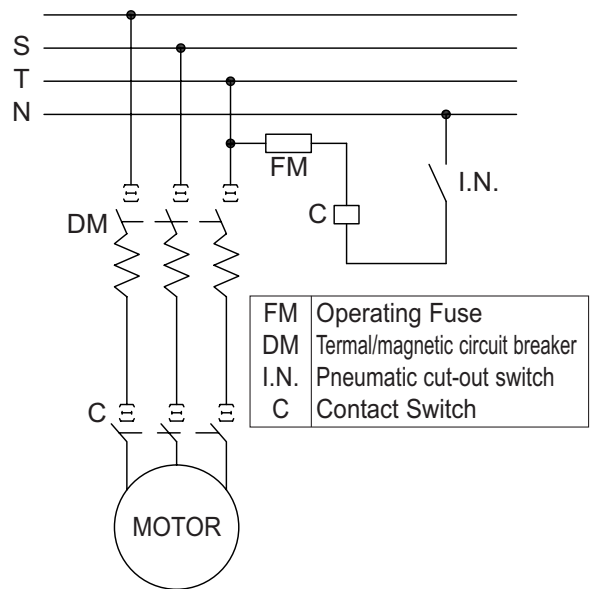 S
T
N
FM
I.N.
C
DM
FM Operating Fuse
DM Termal/magnetic circuit breaker
I.N. Pneumatic cut-out switch
C Contact Switch
C
MOTOR